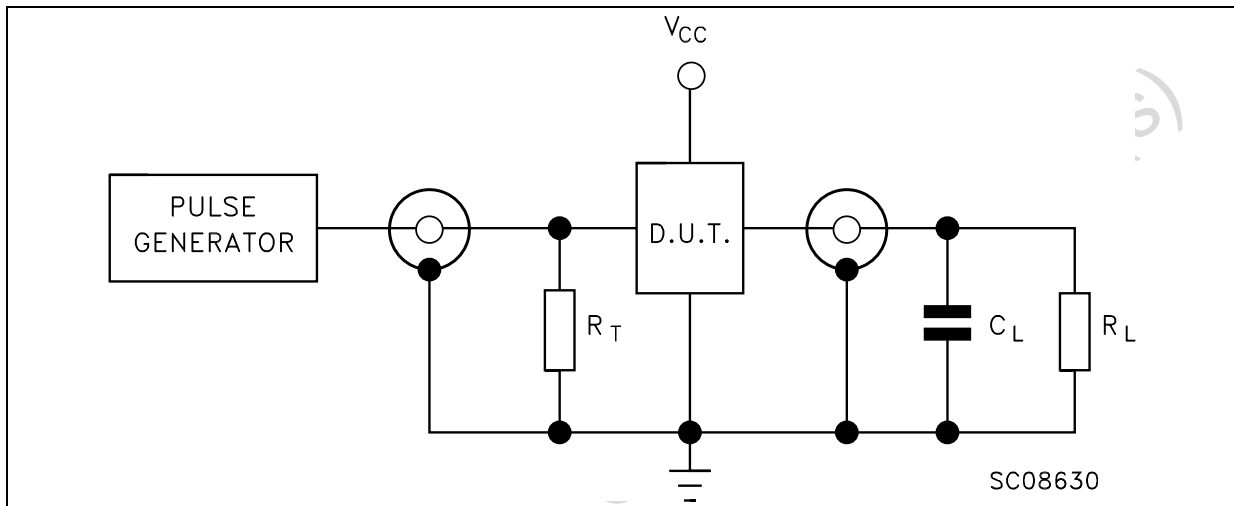 VCC
PULSE
GENERATOR
D.U.T.
RT
CL
RL
SC08630